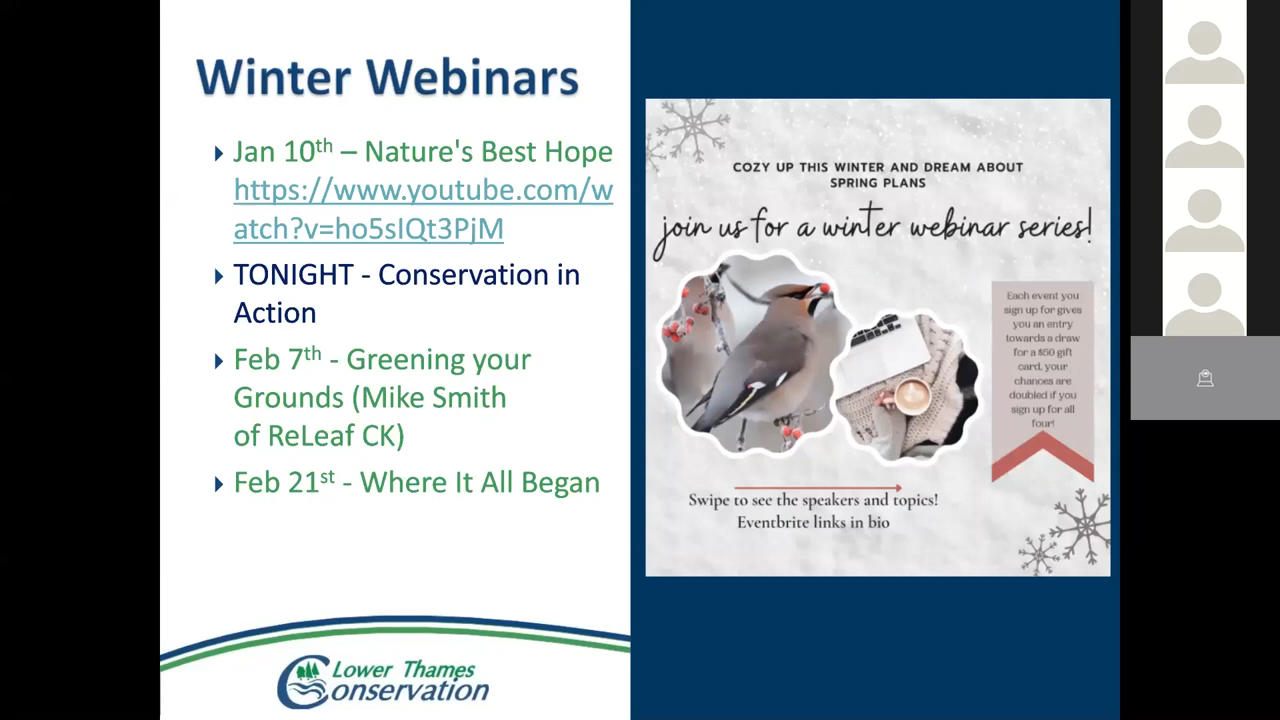 Winter Webinars
Jan 10th – Nature's Best Hope
https://www.youtube.com/w
atch?v=ho5sIQt3PjM
TONIGHT - Conservation in
Action
Feb 7th - Greening your
Grounds (Mike Smith
of ReLeaf CK)
Feb 21st - Where It All Began
Lower Thames
Conservation
COZY UP THIS WINTER AND DREAM ABOUT
SPRING PLANS
join us for a winter webinar series!
Each event you
sign up for gives
you an entry
towards a draw
for a $50 gift
card, your
chances are
doubled if you
sign up for all
four!
Swipe to see the speakers and topics!
Eventbrite links in bio